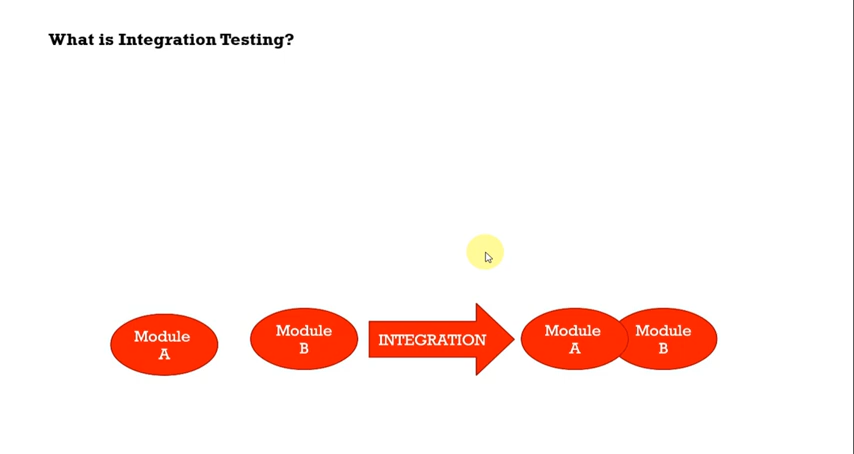 What is Integration Testing?
Module
A
Module
B
INTEGRATION
Module
A
Module
B